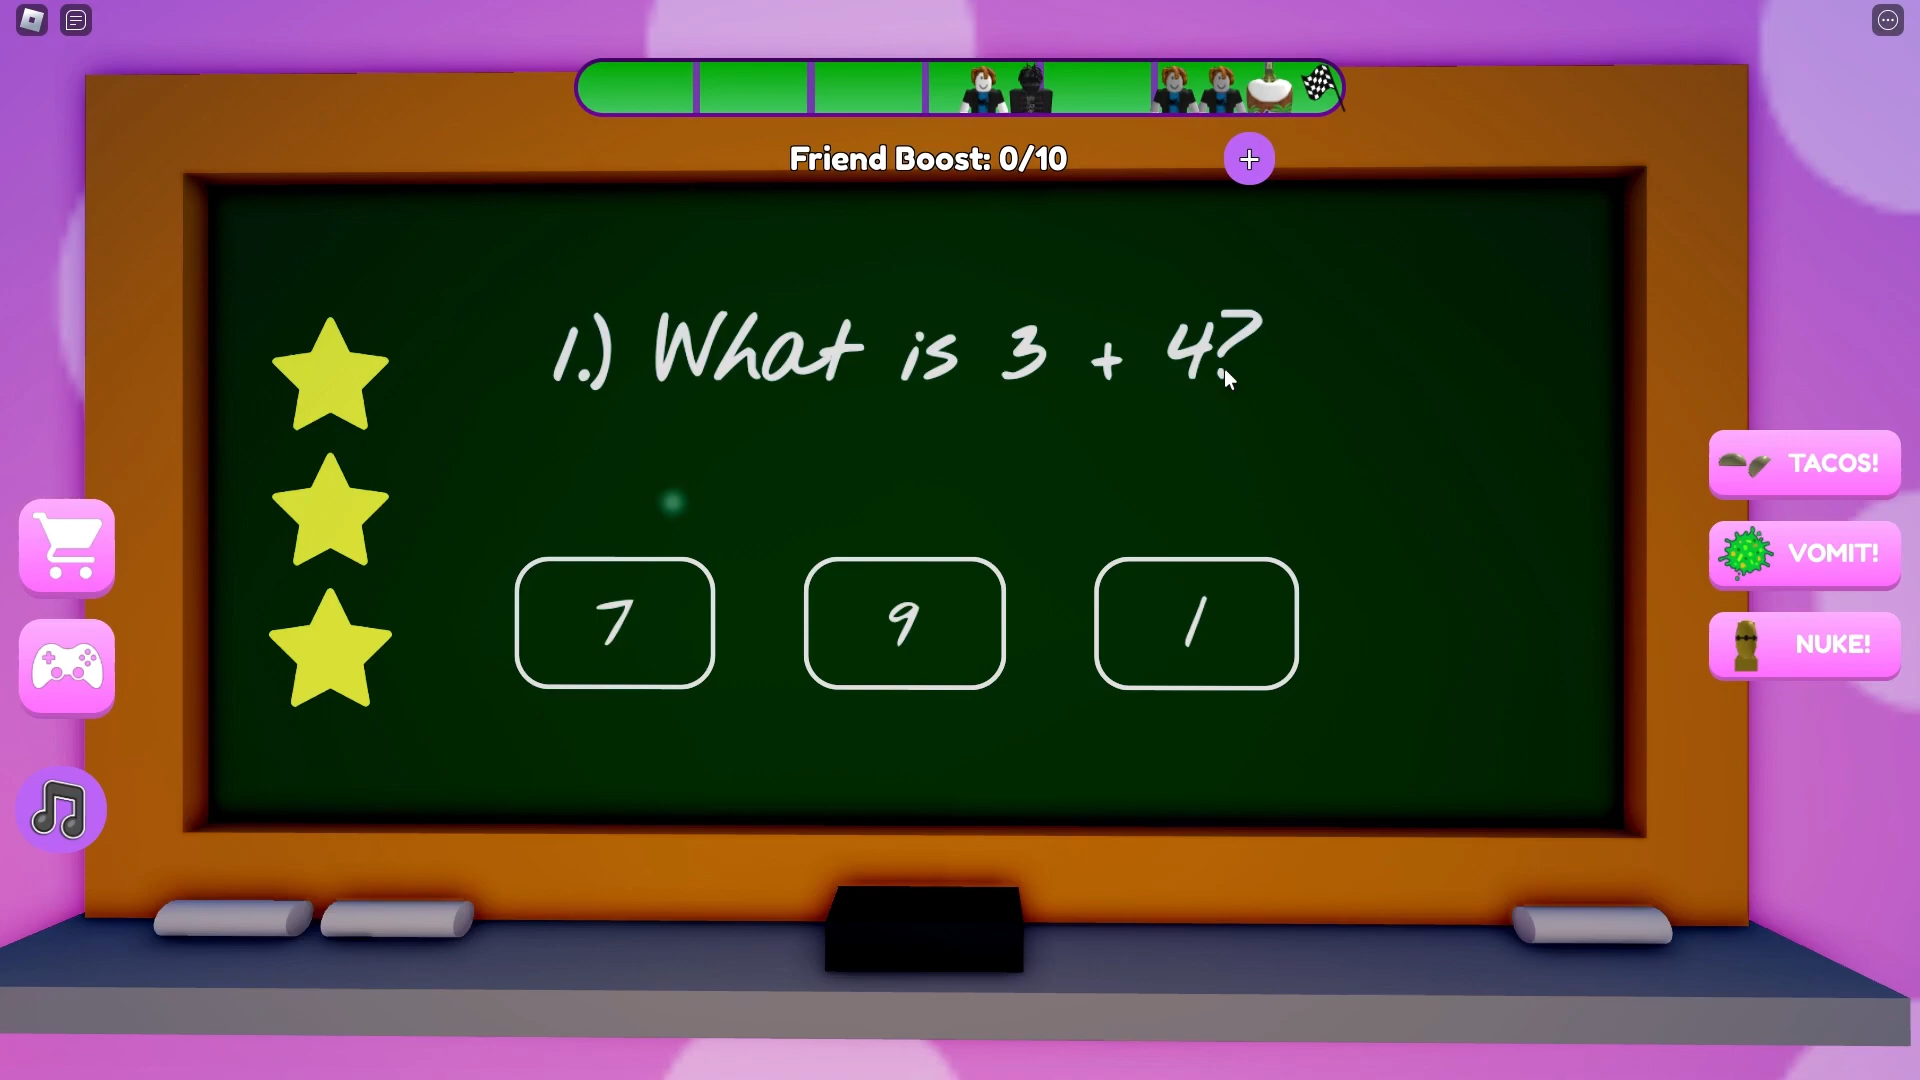 Friend Boost: 0/10
+
1.) What is 3 + 4?
7
9
1
TACOS!
VOMIT!
NUKE!